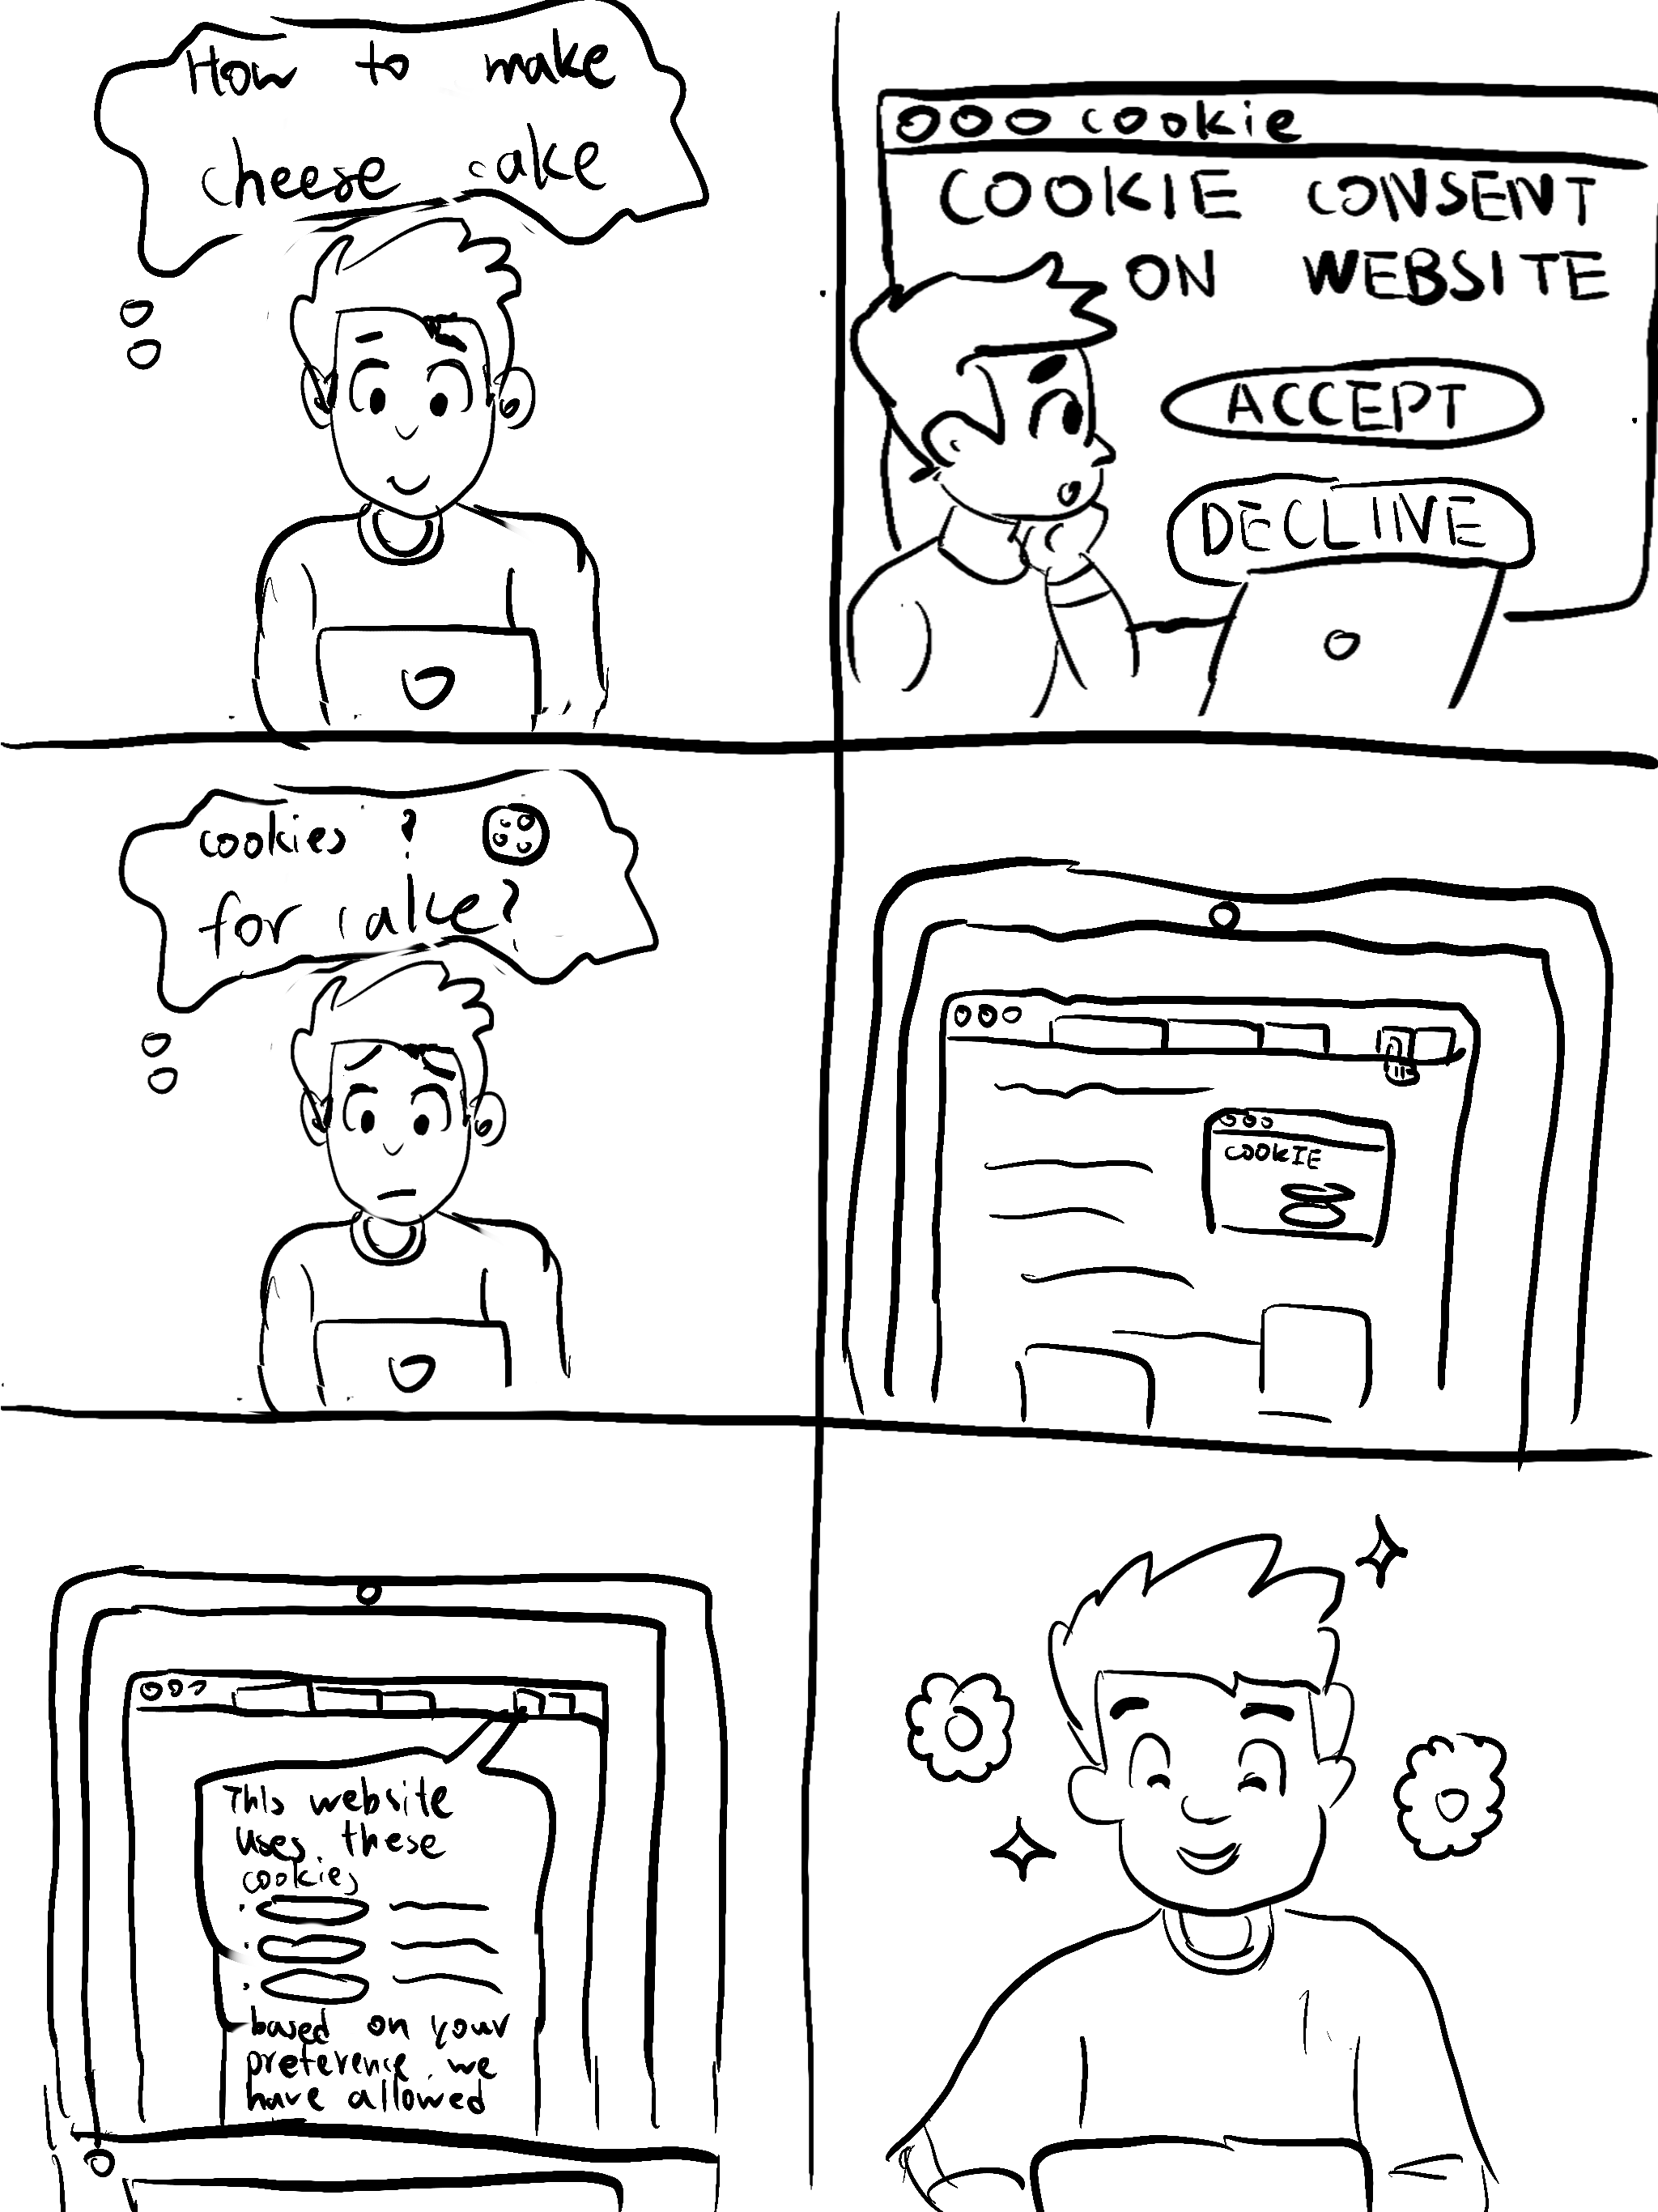 How to make
cheese cake
cookie
COOKIE CONSENT
ON WEBSITE
ACCEPT
DECLINE
cookies ?
for cake?
COOKIE
This website
uses these
cookies
based on your
preference we
have allowed